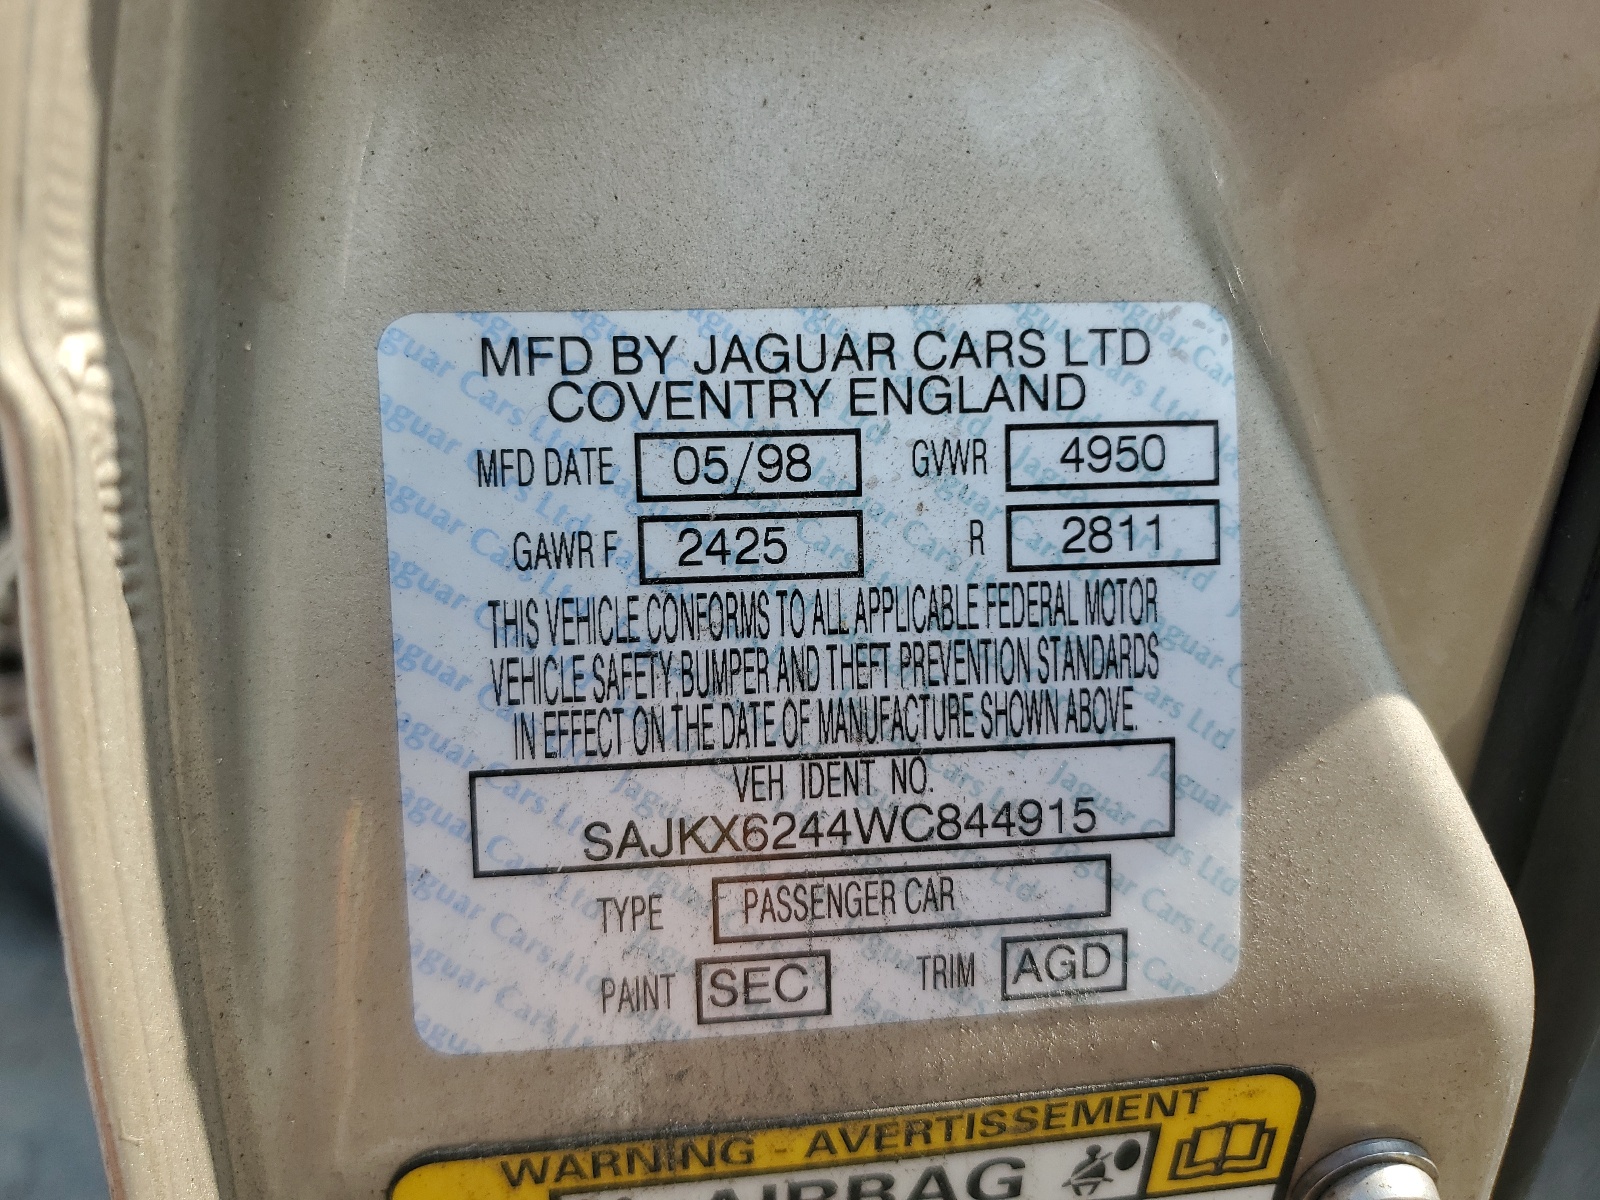 MFD BY JAGUAR CARS LTD
COVENTRY ENGLAND
MFD DATE 05/98 GVWR 4950
GAWR F 2425 R 2811
THIS VEHICLE CONFORMS TO ALL APPLICABLE FEDERAL MOTOR
VEHICLE SAFETY, BUMPER AND THEFT PREVENTION STANDARDS
IN EFFECT ON THE DATE OF MANUFACTURE SHOWN ABOVE.
VEH IDENT NO.
SAJKX6244WC844915
TYPE PASSENGER CAR
PAINT SEC TRIM AGD
WARNING - AVERTISSEMENT
AIRBAG